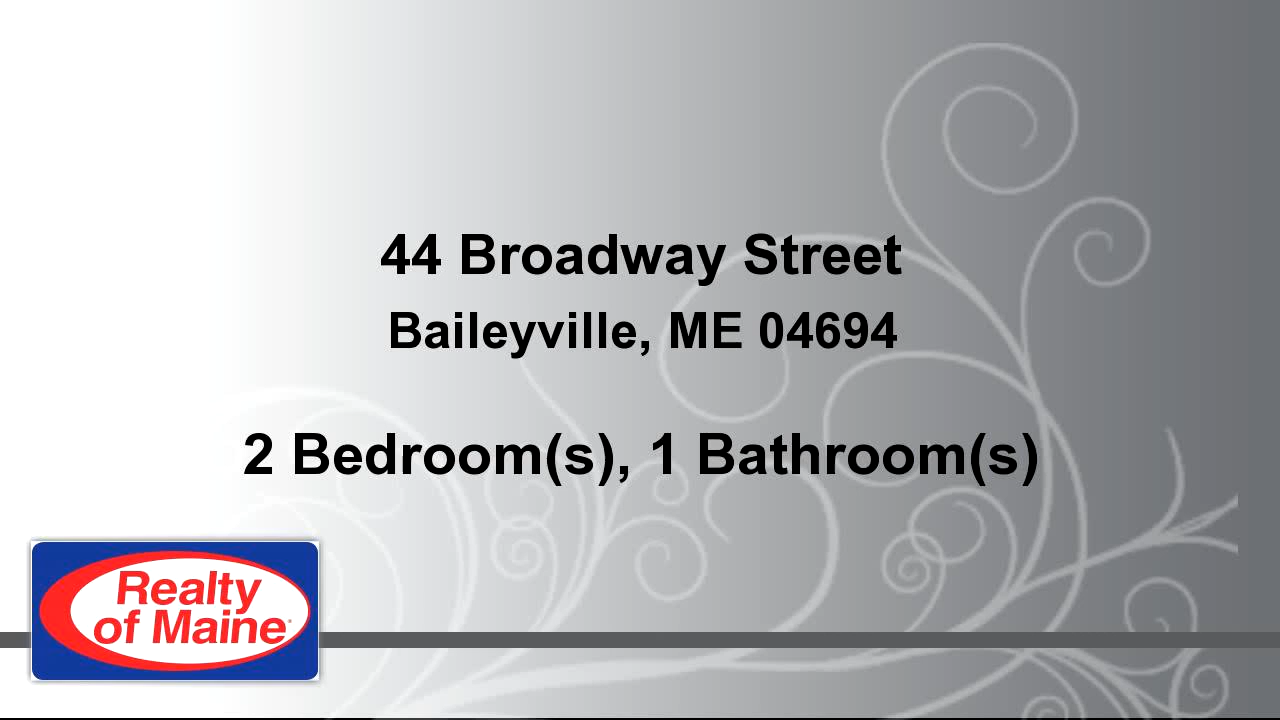 44 Broadway Street
Baileyville, ME 04694
2 Bedroom(s), 1 Bathroom(s)
Realty
of Maine